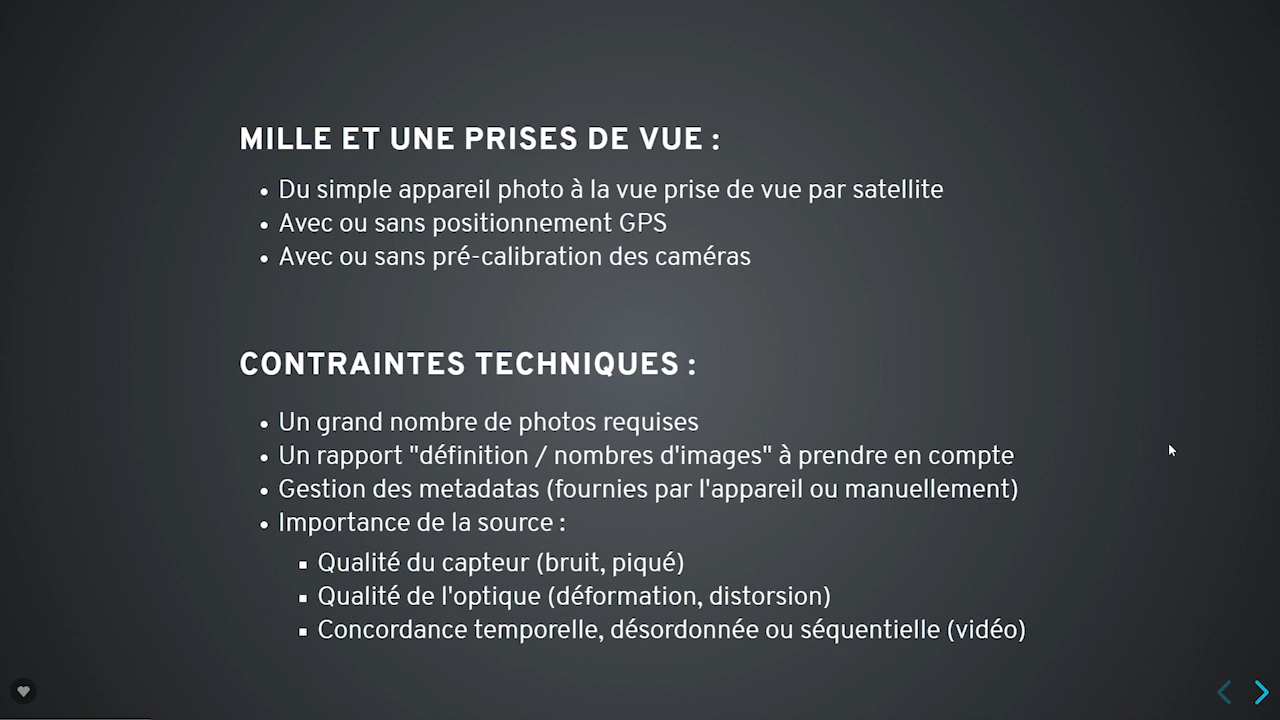 MILLE ET UNE PRISES DE VUE :
Du simple appareil photo à la vue prise de vue par satellite
Avec ou sans positionnement GPS
Avec ou sans pré-calibration des caméras
CONTRAINTES TECHNIQUES :
Un grand nombre de photos requises
Un rapport "définition / nombres d'images" à prendre en compte
Gestion des metadatas (fournies par l'appareil ou manuellement)
Importance de la source :
Qualité du capteur (bruit, piqué)
Qualité de l'optique (déformation, distorsion)
Concordance temporelle, désordonnée ou séquentielle (vidéo)